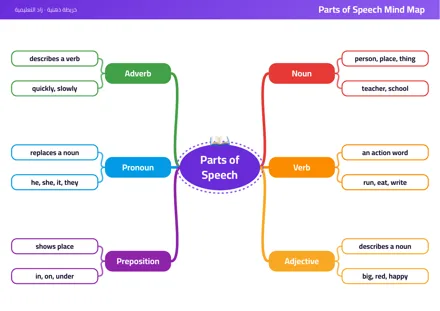 خريطة ذهنية - زاد التعليمية
Parts of Speech Mind Map
describes a verb
quickly, slowly
Adverb
replaces a noun
he, she, it, they
Pronoun
shows place
in, on, under
Preposition
Parts of
Speech
Noun
person, place, thing
teacher, school
Verb
an action word
run, eat, write
Adjective
describes a noun
big, red, happy